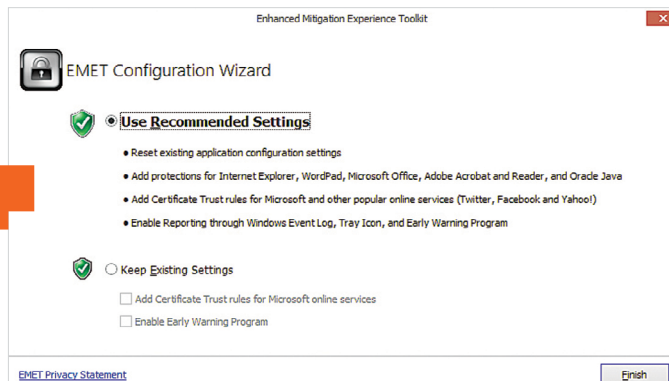 Enhanced Mitigation Experience Toolkit
EMET Configuration Wizard
Use Recommended Settings
• Reset existing application configuration settings
• Add protections for Internet Explorer, WordPad, Microsoft Office, Adobe Acrobat and Reader, and Oracle Java
• Add Certificate Trust rules for Microsoft and other popular online services (Twitter, Facebook and Yahoo!)
• Enable Reporting through Windows Event Log, Tray Icon, and Early Warning Program
Keep Existing Settings
Add Certificate Trust rules for Microsoft online services
Enable Early Warning Program
EMET Privacy Statement
Finish